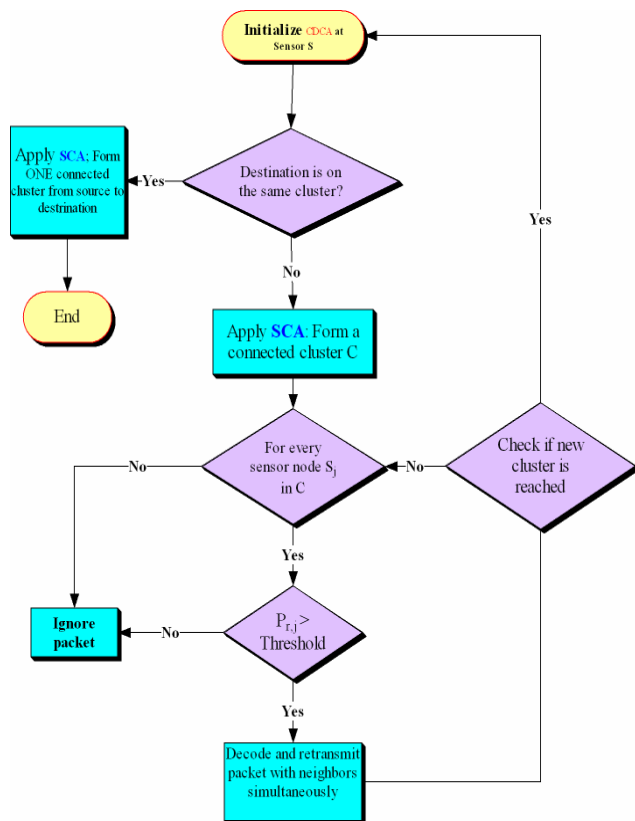 Initialize CDCA at
Sensor S
Apply SCA; Form
ONE connected
cluster from source to
destrination
Yes
Destination is on
the same cluster?
Yes
No
End
Apply SCA: Form a
connected cluster C
No
For every
sensor node Sj
in C
No
Check if new
cluster is
reached
Yes
Ignore
packet
No
Pr,j >
Threshold
Yes
Decode and retransmit
packet with neighbors
simultaneously